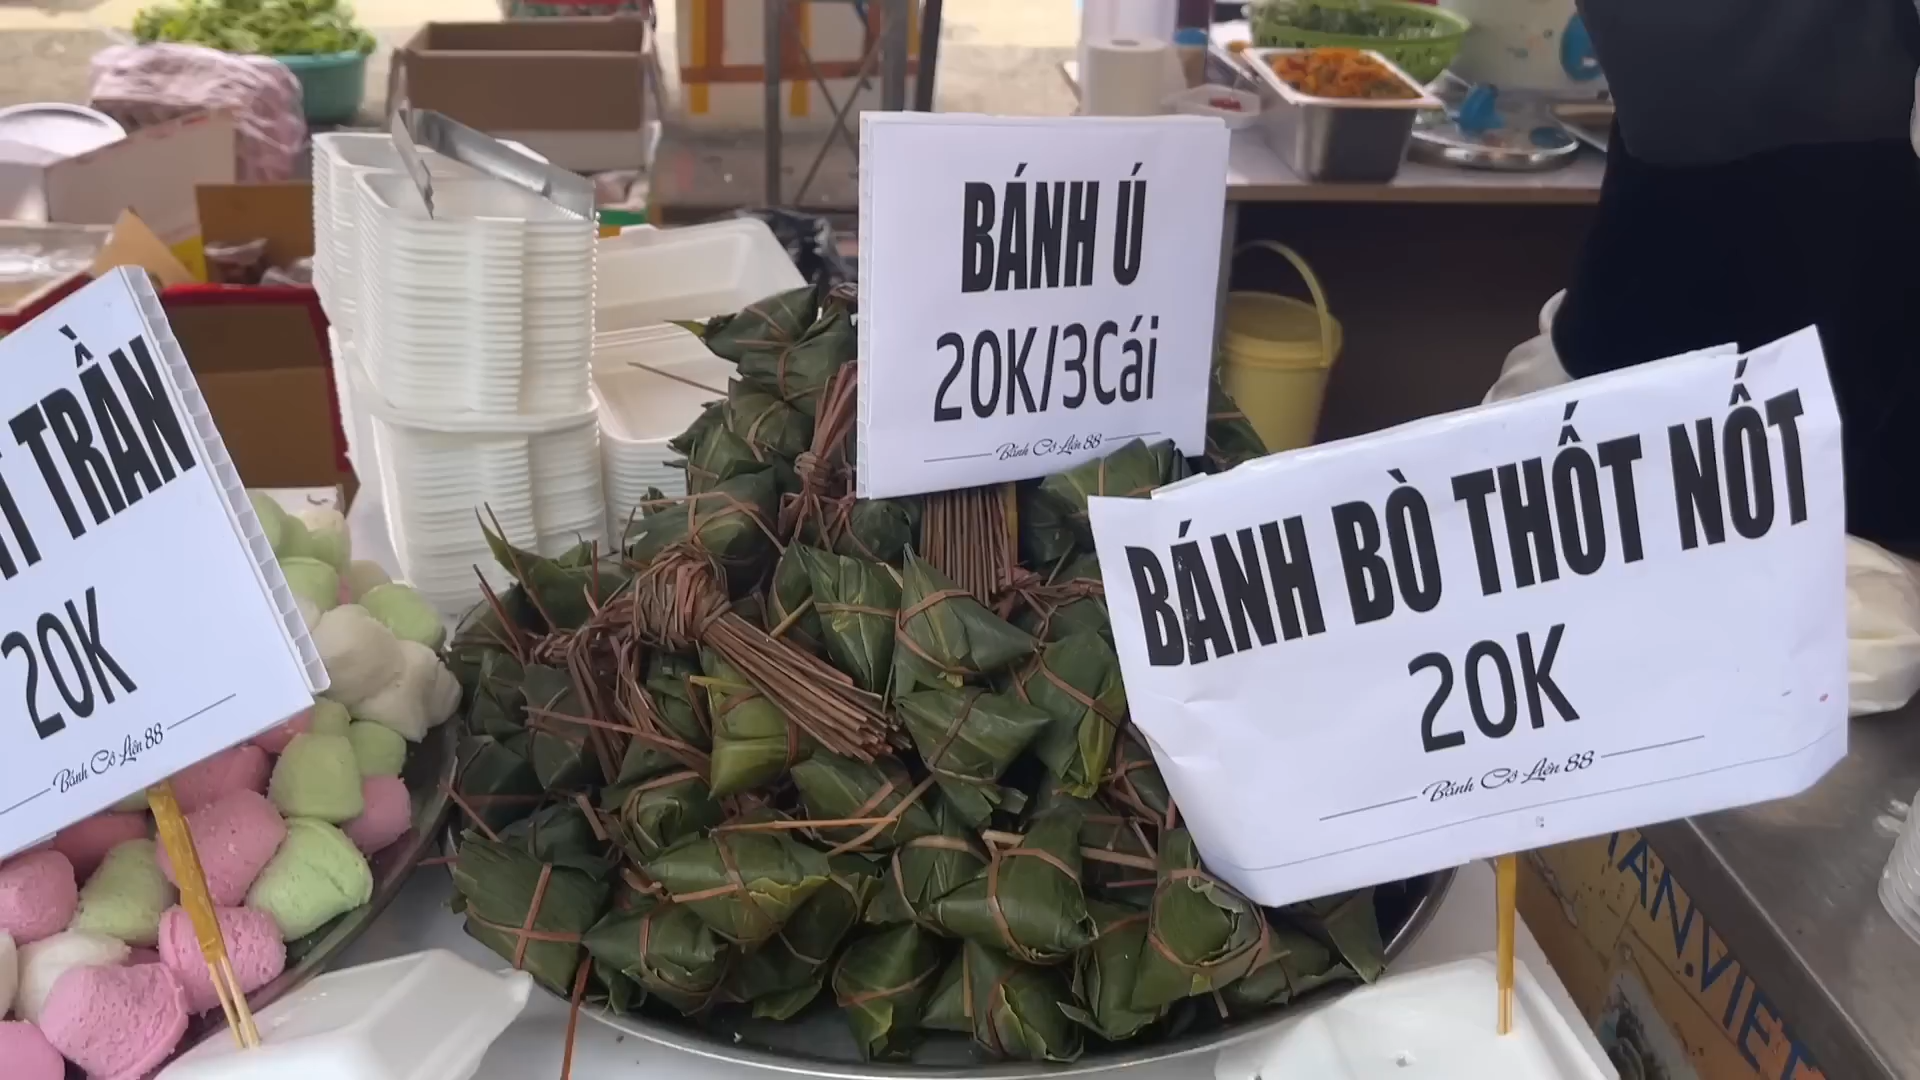 TRẦN
20K
Bánh Cô Liên 88
BÁNH Ú
20K/3Cái
Bánh Cô Liên 88
BÁNH BÒ THỐT NỐT
20K
Bánh Cô Liên 88